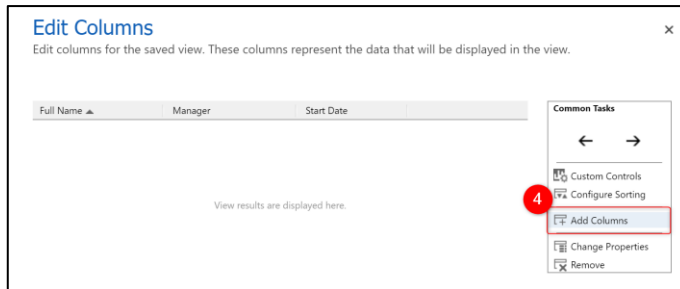 Edit Columns
Edit columns for the saved view. These columns represent the data that will be displayed in the view.
Full Name Manager Start Date
Common Tasks
Custom Controls
Configure Sorting
4
Add Columns
View results are displayed here.
Change Properties
Remove